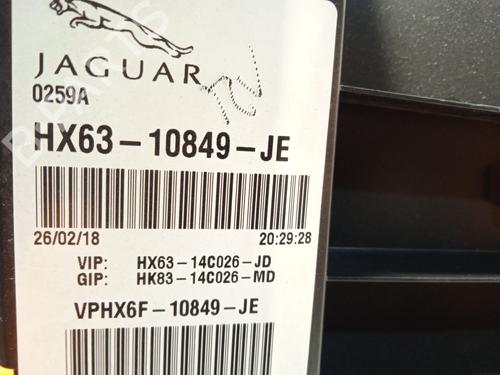 JAGUAR
0259A
HX63-10849-JE
26/02/18 20:29:28
VIP: HX63-14C026-JD
GIP: HK83-14C026-MD
VPHX6F-10849-JE